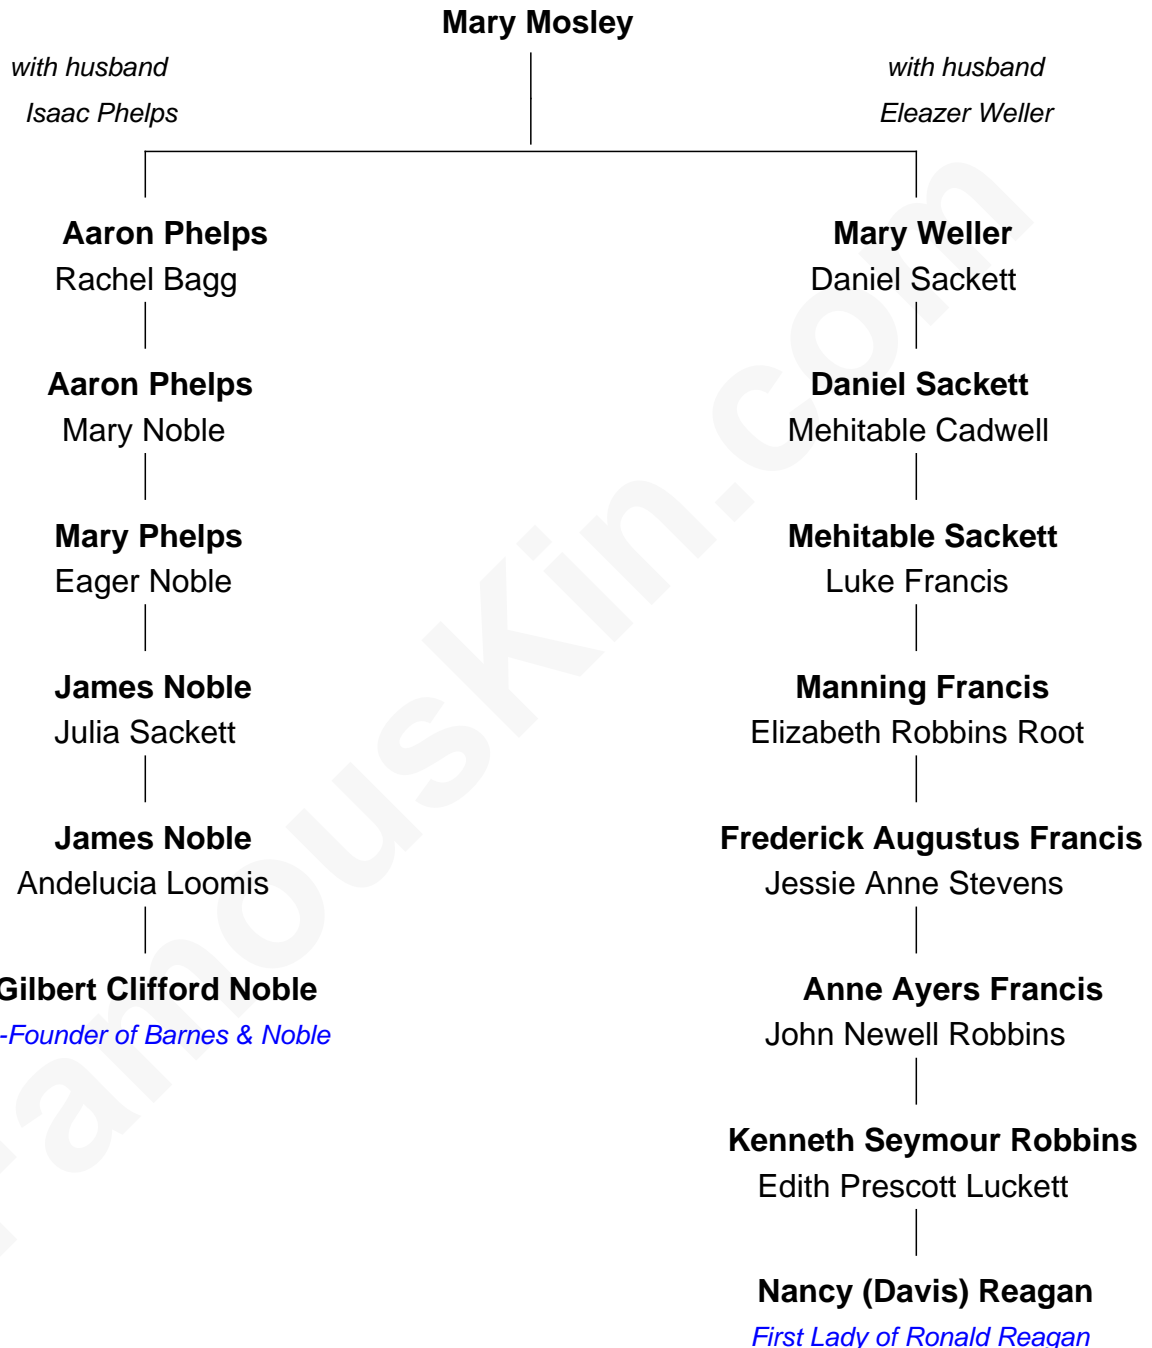 Mary Mosley
with husband
Isaac Phelps
with husband
Eleazer Weller
Aaron Phelps
Rachel Bagg
Aaron Phelps
Mary Noble
Mary Phelps
Eager Noble
James Noble
Julia Sackett
James Noble
Andelucia Loomis
Gilbert Clifford Noble
-Founder of Barnes & Noble
Mary Weller
Daniel Sackett
Daniel Sackett
Mehitable Cadwell
Mehitable Sackett
Luke Francis
Manning Francis
Elizabeth Robbins Root
Frederick Augustus Francis
Jessie Anne Stevens
Anne Ayers Francis
John Newell Robbins
Kenneth Seymour Robbins
Edith Prescott Luckett
Nancy (Davis) Reagan
First Lady of Ronald Reagan
FamousKin.com